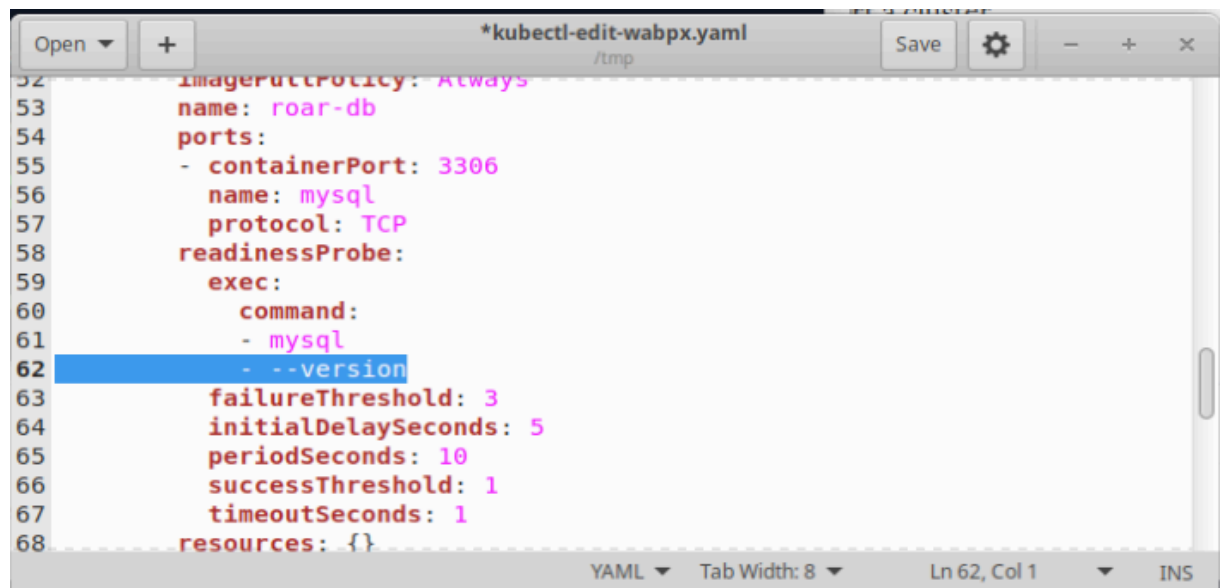 Open
*kubectl-edit-wabpx.yaml
/tmp
Save
52 imagePullPolicy: Always
53 name: roar-db
54 ports:
55 - containerPort: 3306
56 name: mysql
57 protocol: TCP
58 readinessProbe:
59 exec:
60 command:
61 - mysql
62 - --version
63 failureThreshold: 3
64 initialDelaySeconds: 5
65 periodSeconds: 10
66 successThreshold: 1
67 timeoutSeconds: 1
68 resources: {}
YAML Tab Width: 8 Ln 62, Col 1 INS